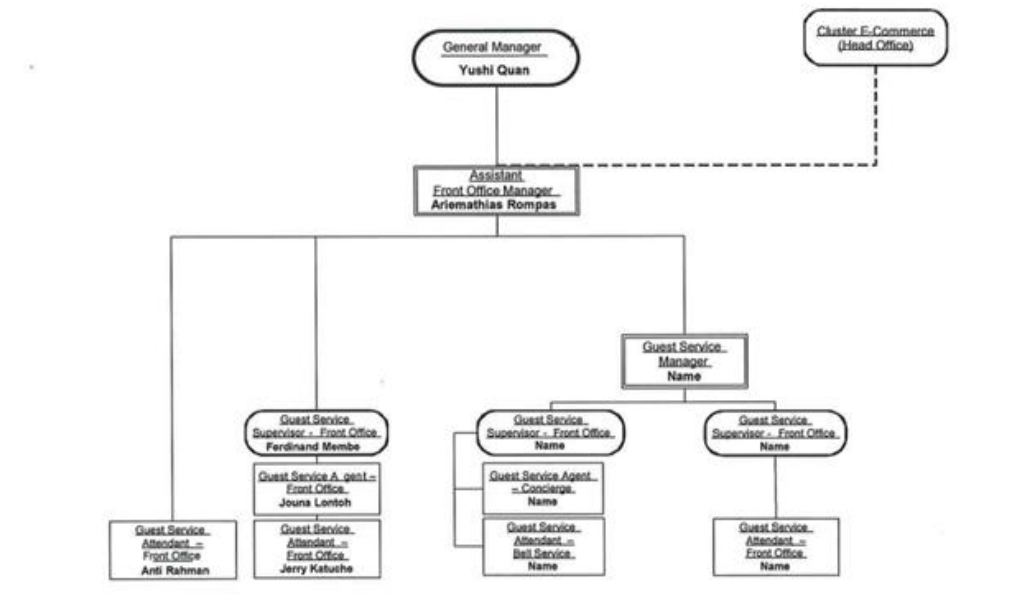 Cluster E-Commerce
(Head Office)
General Manager
Yushi Quan
Assistant
Front Office Manager
Ariemathias Rompas
Guest Service
Manager
Name
Guest Service
Supervisor - Front Office
Ferdinand Membe
Guest Service
Supervisor - Front Office
Name
Guest Service
Supervisor - Front Office
Name
Guest Service A gent –
Front Office
Jouna Lontoh
Guest Service Agent
– Concierge
Name
Guest Service
Attendant –
Front Office
Anti Rahman
Guest Service
Attendant –
Front Office
Jerry Katuche
Guest Service
Attendant –
Bell Service
Name
Guest Service
Attendant –
Front Office
Name